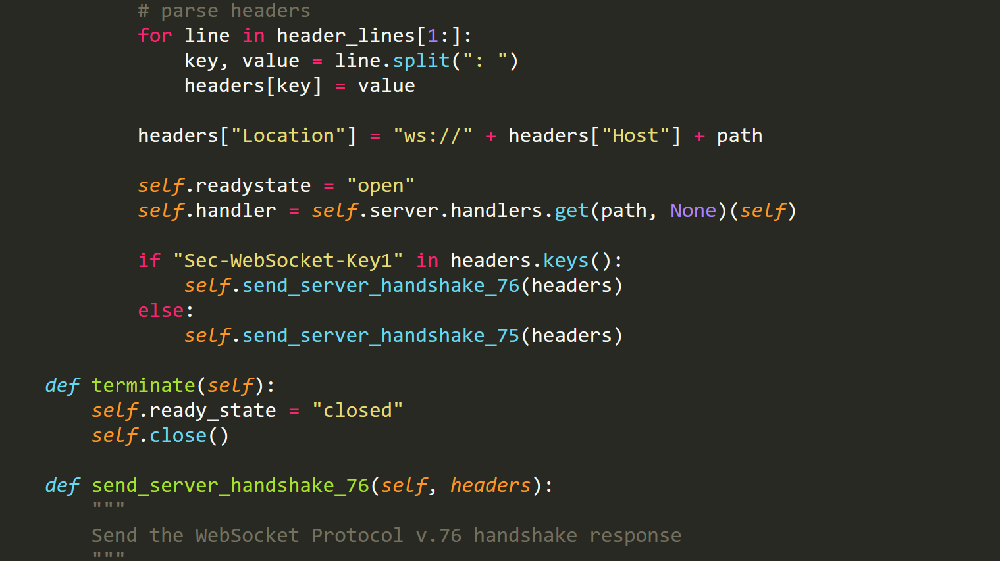 # parse headers
for line in header_lines[1:]:
key, value = line.split(": ")
headers[key] = value
headers["Location"] = "ws://" + headers["Host"] + path
self.readystate = "open"
self.handler = self.server.handlers.get(path, None)(self)
if "Sec-WebSocket-Key1" in headers.keys():
self.send_server_handshake_76(headers)
else:
self.send_server_handshake_75(headers)
def terminate(self):
self.ready_state = "closed"
self.close()
def send_server_handshake_76(self, headers):
"""
Send the WebSocket Protocol v.76 handshake response
"""